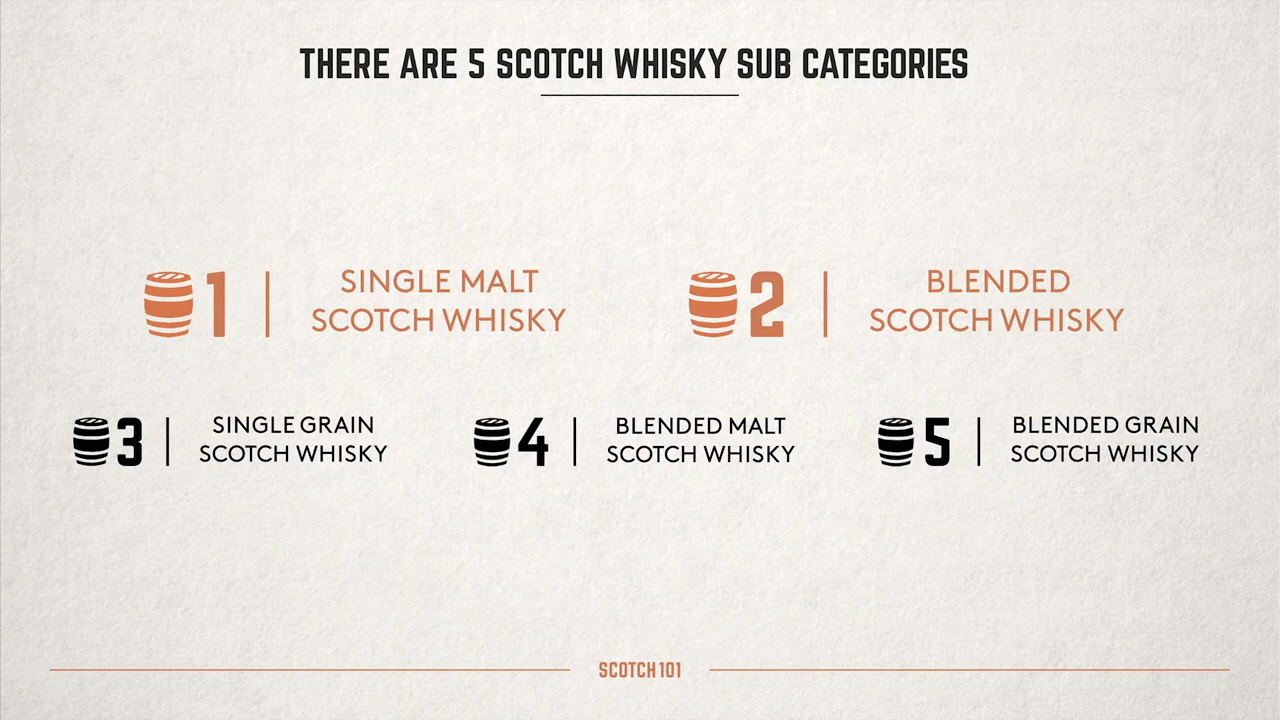 THERE ARE 5 SCOTCH WHISKY SUB CATEGORIES
1
SINGLE MALT
SCOTCH WHISKY
2
BLENDED
SCOTCH WHISKY
3
SINGLE GRAIN
SCOTCH WHISKY
4
BLENDED MALT
SCOTCH WHISKY
5
BLENDED GRAIN
SCOTCH WHISKY
SCOTCH 101